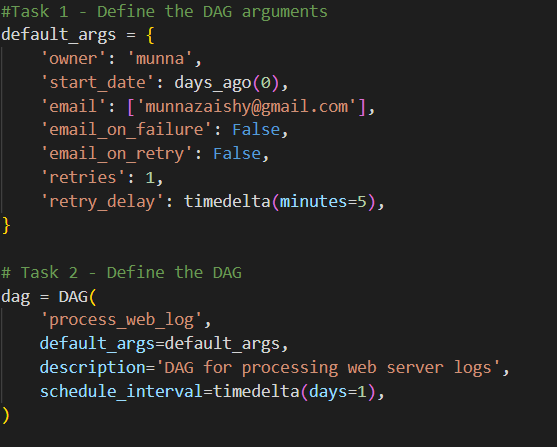 #Task 1 - Define the DAG arguments
default_args = {
    'owner': 'munna',
    'start_date': days_ago(0),
    'email': ['munnazaishy@gmail.com'],
    'email_on_failure': False,
    'email_on_retry': False,
    'retries': 1,
    'retry_delay': timedelta(minutes=5),
}

# Task 2 - Define the DAG
dag = DAG(
    'process_web_log',
    default_args=default_args,
    description='DAG for processing web server logs',
    schedule_interval=timedelta(days=1),
)